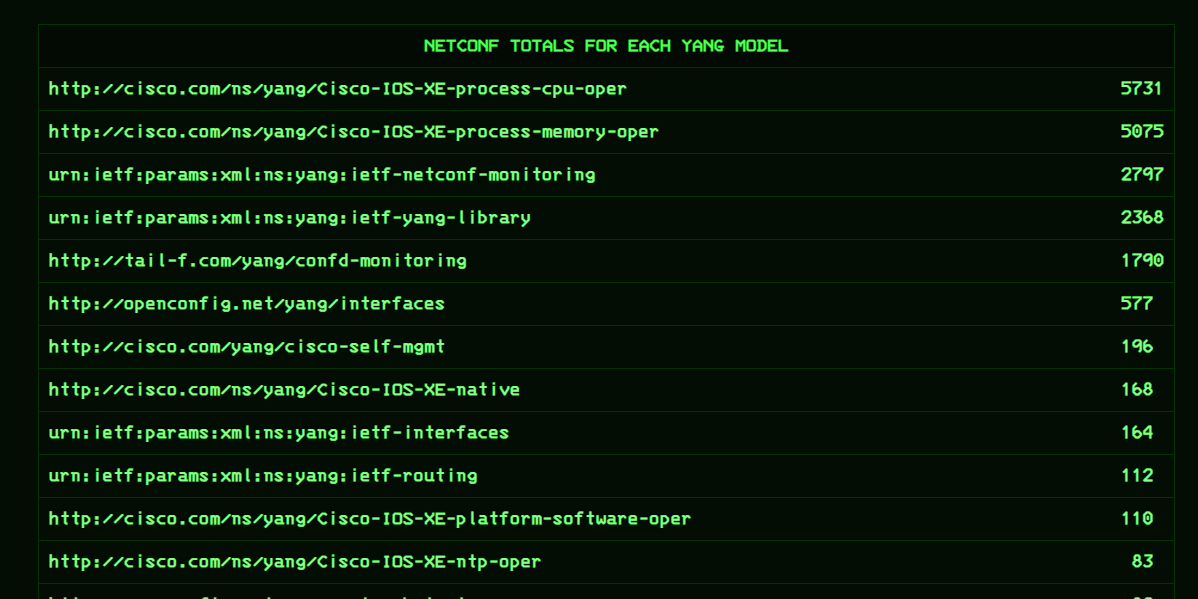 NETCONF TOTALS FOR EACH YANG MODEL
http://cisco.com/ns/yang/Cisco-IOS-XE-process-cpu-oper 5731
http://cisco.com/ns/yang/Cisco-IOS-XE-process-memory-oper 5075
urn:ietf:params:xml:ns:yang:ietf-netconf-monitoring 2797
urn:ietf:params:xml:ns:yang:ietf-yang-library 2368
http://tail-f.com/yang/confd-monitoring 1790
http://openconfig.net/yang/interfaces 577
http://cisco.com/yang/cisco-self-mgmt 196
http://cisco.com/ns/yang/Cisco-IOS-XE-native 168
urn:ietf:params:xml:ns:yang:ietf-interfaces 164
urn:ietf:params:xml:ns:yang:ietf-routing 112
http://cisco.com/ns/yang/Cisco-IOS-XE-platform-software-oper 110
http://cisco.com/ns/yang/Cisco-IOS-XE-ntp-oper 83